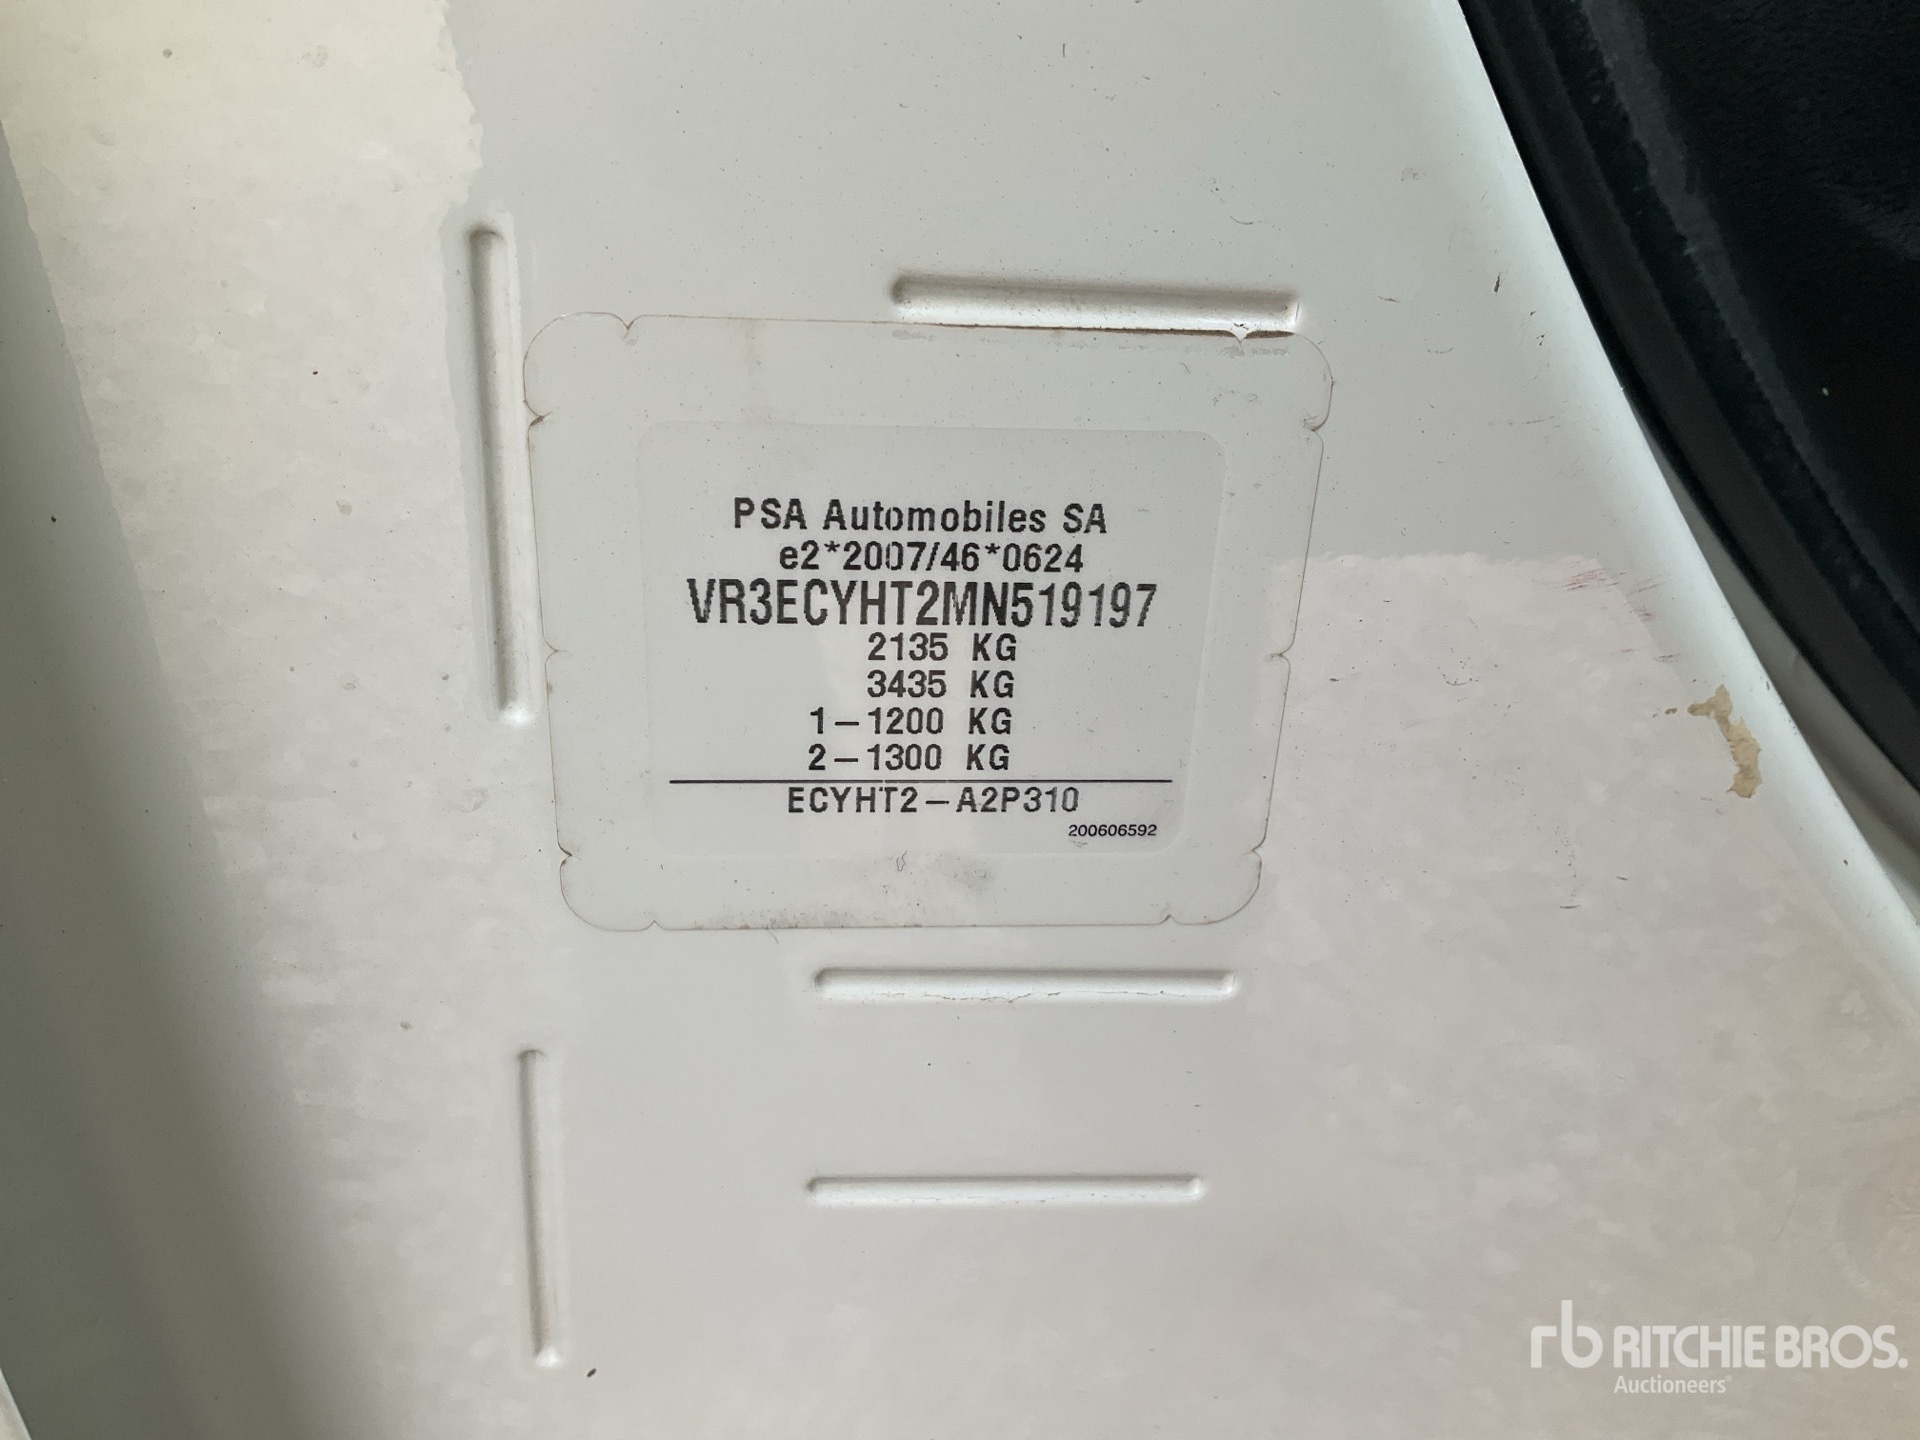 PSA Automobiles SA
e2*2007/46*0624
VR3ECYHT2MN519197
2135 KG
3435 KG
1-1200 KG
2-1300 KG
ECYHT2-A2P310
200606592
rb RITCHIE BROS.
Auctioneers